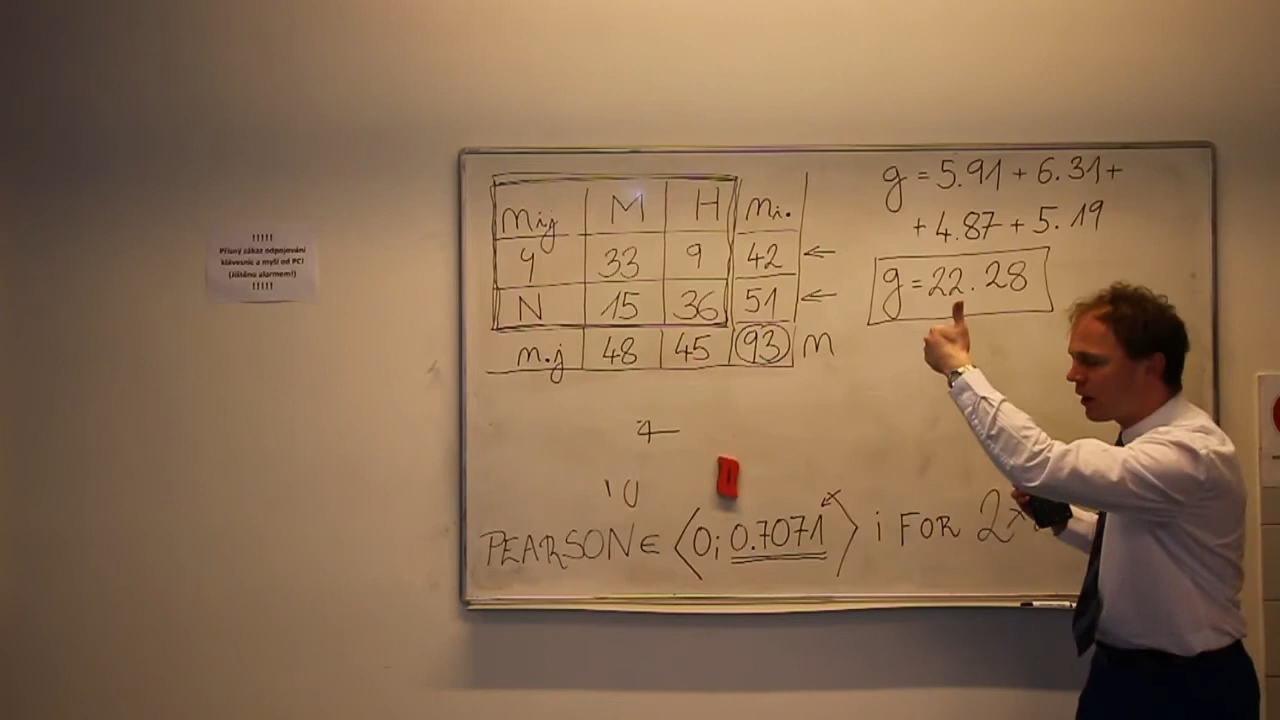 !!!!!
Přísný zákaz odpojování
klávesnic a myší od PC!
(Jištěno alarmem!)
!!!!!
mij M H mi.
Y 33 9 42 ←
N 15 36 51 ←
m.j 48 45 93 m
g = 5.91 + 6.31 +
+ 4.87 + 5.19
g = 22.28
PEARSON ∈ ⟨0; 0.7071⟩ i FOR 2x